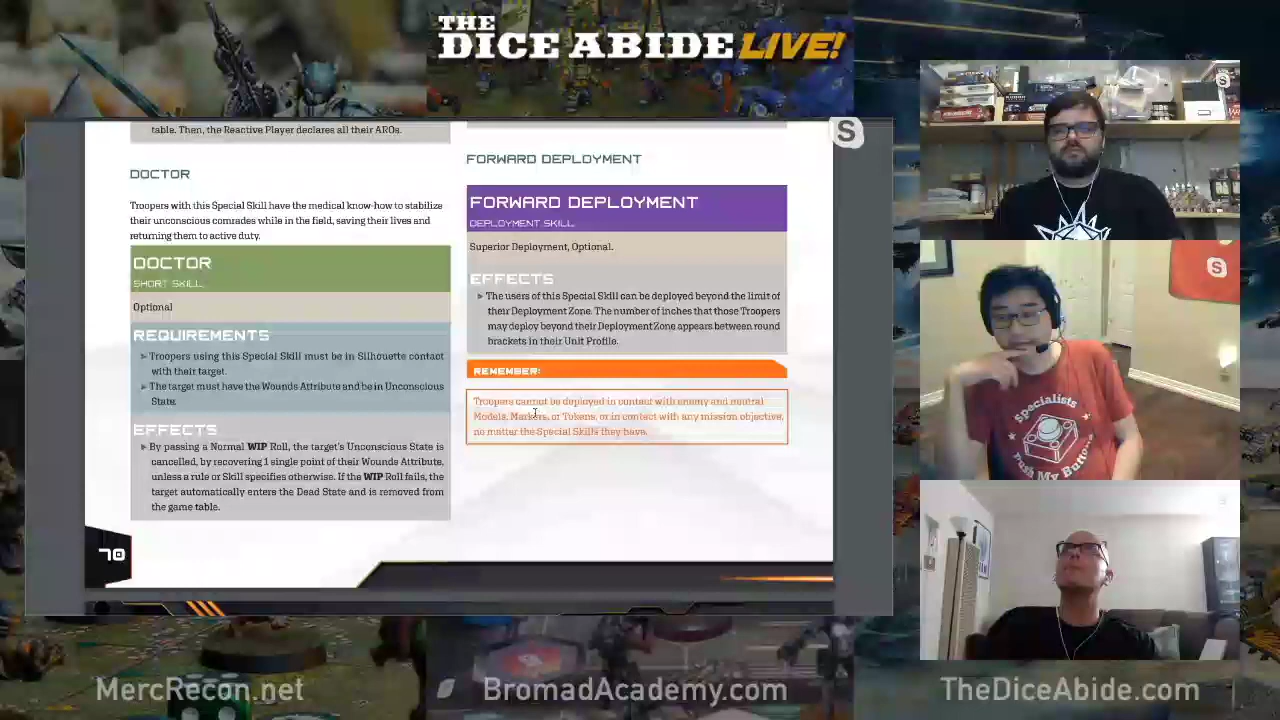 THE
DICE ABIDE LIVE!
table. Then, the Reactive Player declares all their AROs.
DOCTOR
Troopers with this Special Skill have the medical know-how to stabilize
their unconscious comrades while in the field, saving their lives and
returning them to active duty.
DOCTOR
SHORT SKILL
Optional
REQUIREMENTS
▸ Troopers using this Special Skill must be in Silhouette contact
with their target.
▸ The target must have the Wounds Attribute and be in Unconscious
State.
EFFECTS
▸ By passing a Normal WIP Roll, the target's Unconscious State is
cancelled, by recovering 1 single point of their Wounds Attribute,
unless a rule or Skill specifies otherwise. If the WIP Roll fails, the
target automatically enters the Dead State and is removed from
the game table.
70
FORWARD DEPLOYMENT
FORWARD DEPLOYMENT
DEPLOYMENT SKILL
Superior Deployment, Optional.
EFFECTS
▸ The users of this Special Skill can be deployed beyond the limit of
their Deployment Zone. The number of inches that those Troopers
may deploy beyond their Deployment Zone appears between round
brackets in their Unit Profile.
REMEMBER:
Troopers cannot be deployed in contact with enemy and neutral
Models, Markers, or Tokens, or in contact with any mission objective,
no matter the Special Skills they have.
S
S
S
Specialists
Push My Buttons
MercRecon.net
BromadAcademy.com
TheDiceAbide.com